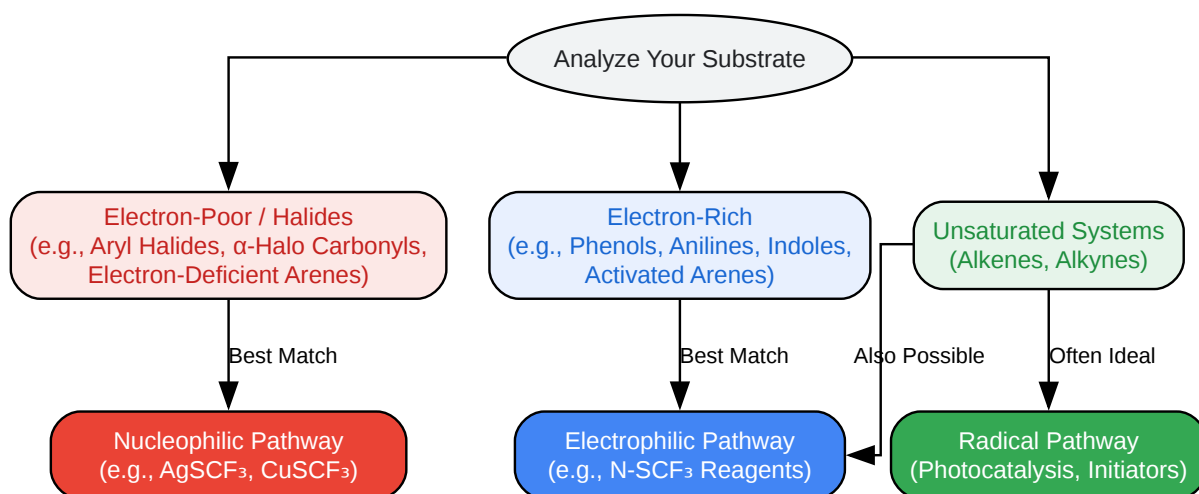 Analyze Your Substrate
Electron-Poor / Halides
(e.g., Aryl Halides, α-Halo Carbonyls,
Electron-Deficient Arenes)
Electron-Rich
(e.g., Phenols, Anilines, Indoles,
Activated Arenes)
Unsaturated Systems
(Alkenes, Alkynes)
Best Match
Best Match
Also Possible
Often Ideal
Nucleophilic Pathway
(e.g., AgSCF₃, CuSCF₃)
Electrophilic Pathway
(e.g., N-SCF₃ Reagents)
Radical Pathway
(Photocatalysis, Initiators)